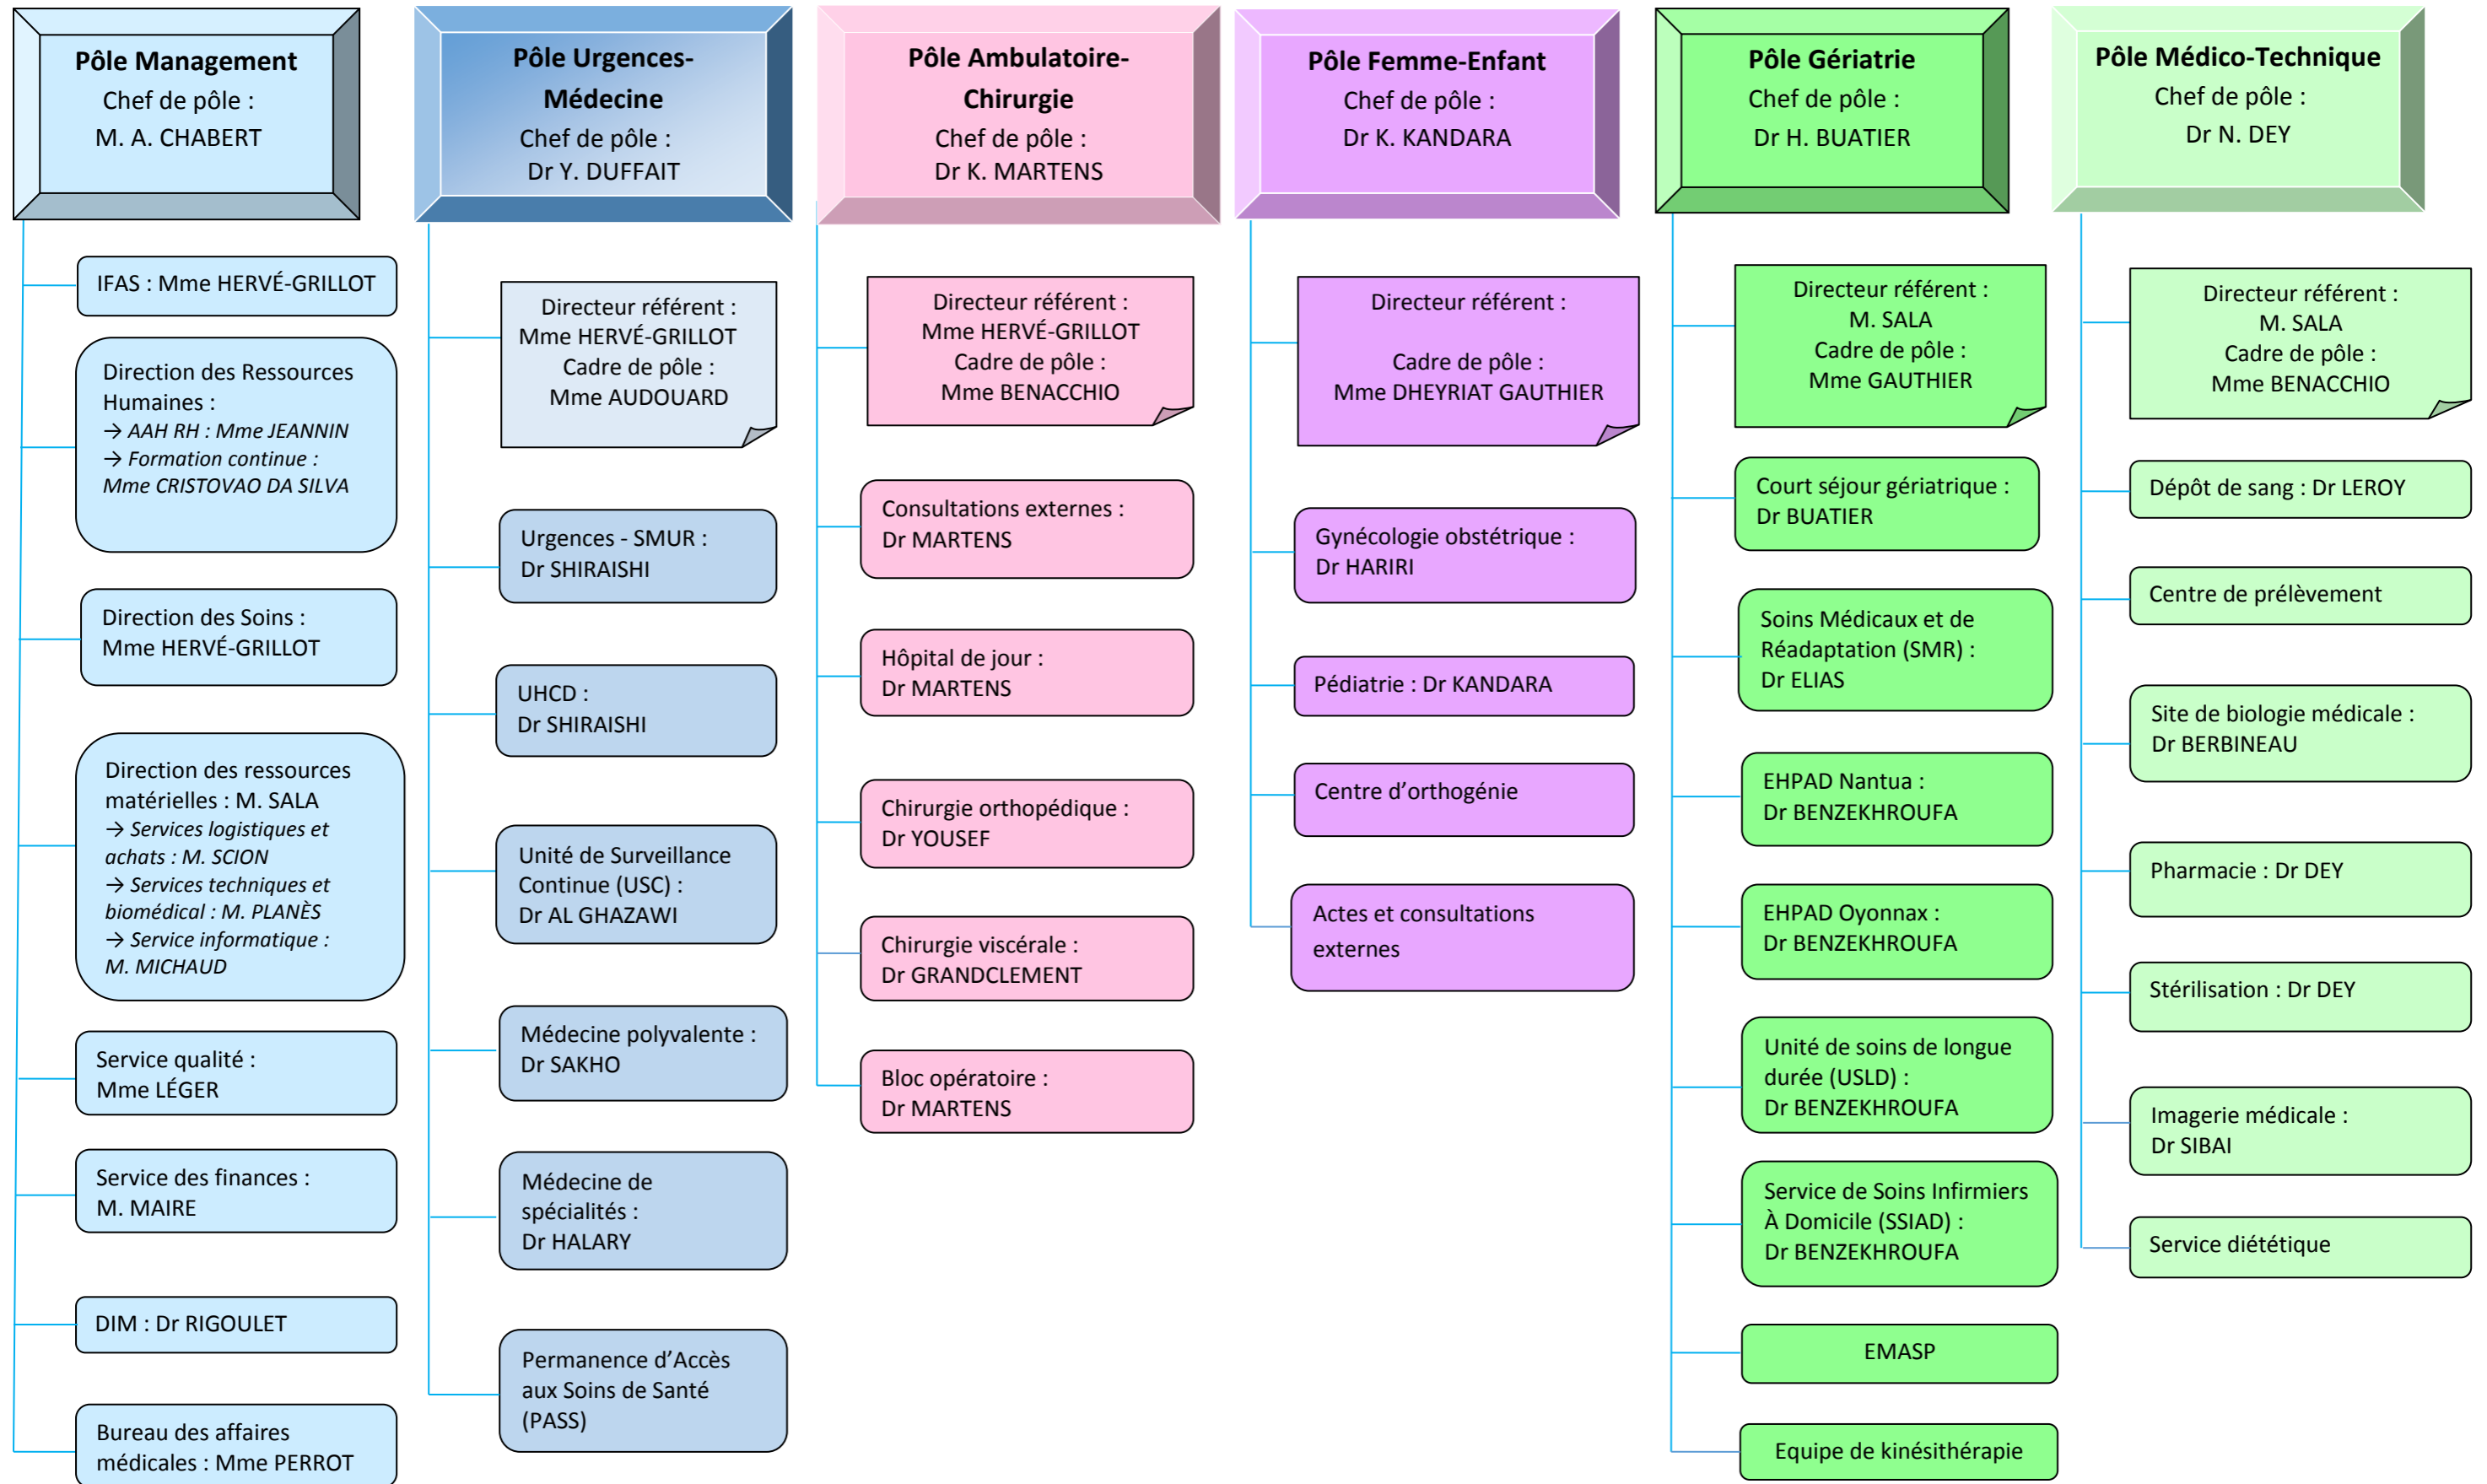 Pôle Management
Chef de pôle :
M. A. CHABERT
IFAS : Mme HERVÉ-GRILLOT
Direction des Ressources
Humaines :
→ AAH RH : Mme JEANNIN
→ Formation continue :
Mme CRISTOVAO DA SILVA
Direction des Soins :
Mme HERVÉ-GRILLOT
Direction des ressources
matérielles : M. SALA
→ Services logistiques et
achats : M. SCION
→ Services techniques et
biomédical : M. PLANÈS
→ Service informatique :
M. MICHAUD
Service qualité :
Mme LÉGER
Service des finances :
M. MAIRE
DIM : Dr RIGOULET
Bureau des affaires
médicales : Mme PERROT
Pôle Urgences-
Médecine
Chef de pôle :
Dr Y. DUFFAIT
Directeur référent :
Mme HERVÉ-GRILLOT
Cadre de pôle :
Mme AUDOUARD
Urgences - SMUR :
Dr SHIRAISHI
UHCD :
Dr SHIRAISHI
Unité de Surveillance
Continue (USC) :
Dr AL GHAZAWI
Médecine polyvalente :
Dr SAKHO
Médecine de
spécialités :
Dr HALARY
Permanence d’Accès
aux Soins de Santé
(PASS)
Pôle Ambulatoire-
Chirurgie
Chef de pôle :
Dr K. MARTENS
Directeur référent :
Mme HERVÉ-GRILLOT
Cadre de pôle :
Mme BENACCHIO
Consultations externes :
Dr MARTENS
Hôpital de jour :
Dr MARTENS
Chirurgie orthopédique :
Dr YOUSEF
Chirurgie viscérale :
Dr GRANDCLEMENT
Bloc opératoire :
Dr MARTENS
Pôle Femme-Enfant
Chef de pôle :
Dr K. KANDARA
Directeur référent :
Cadre de pôle :
Mme DHEYRIAT GAUTHIER
Gynécologie obstétrique :
Dr HARIRI
Pédiatrie : Dr KANDARA
Centre d’orthogénie
Actes et consultations
externes
Pôle Gériatrie
Chef de pôle :
Dr H. BUATIER
Directeur référent :
M. SALA
Cadre de pôle :
Mme GAUTHIER
Court séjour gériatrique :
Dr BUATIER
Soins Médicaux et de
Réadaptation (SMR) :
Dr ELIAS
EHPAD Nantua :
Dr BENZEKHROUFA
EHPAD Oyonnax :
Dr BENZEKHROUFA
Unité de soins de longue
durée (USLD) :
Dr BENZEKHROUFA
Service de Soins Infirmiers
À Domicile (SSIAD) :
Dr BENZEKHROUFA
EMASP
Equipe de kinésithérapie
Pôle Médico-Technique
Chef de pôle :
Dr N. DEY
Directeur référent :
M. SALA
Cadre de pôle :
Mme BENACCHIO
Dépôt de sang : Dr LEROY
Centre de prélèvement
Site de biologie médicale :
Dr BERBINEAU
Pharmacie : Dr DEY
Stérilisation : Dr DEY
Imagerie médicale :
Dr SIBAI
Service diététique